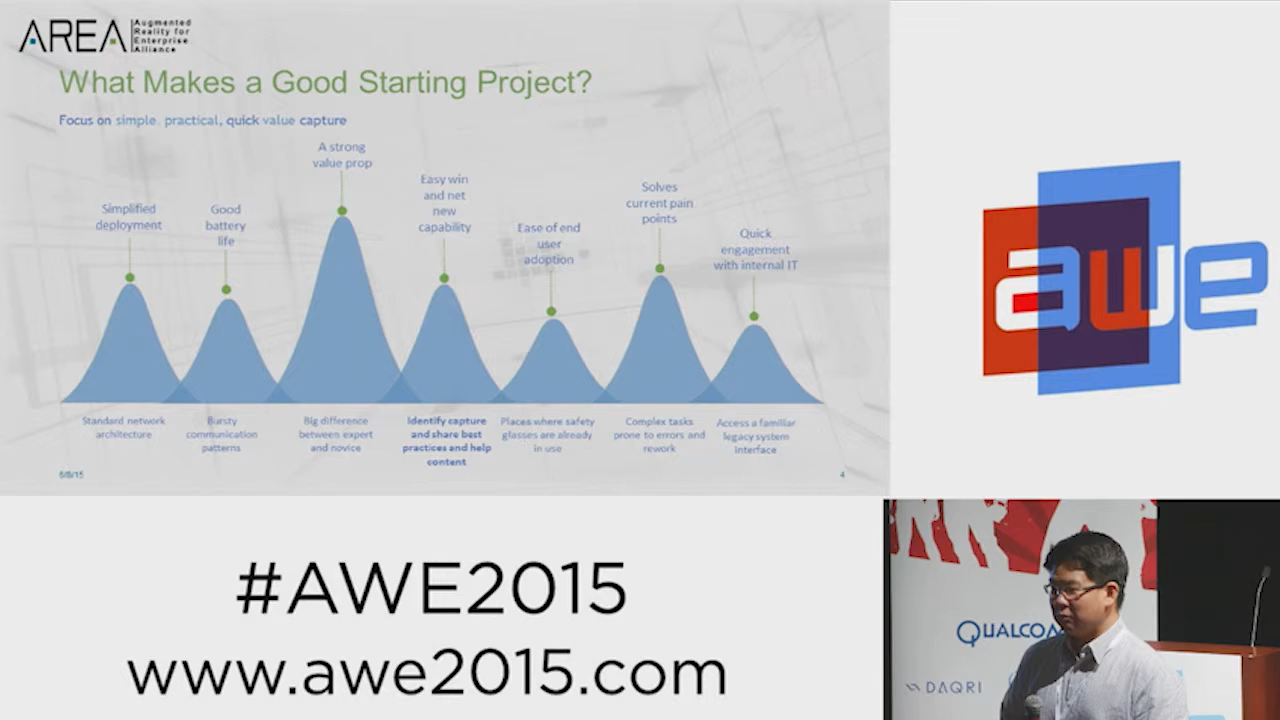 AREA
Augmented
Reality for
Enterprise
Alliance
What Makes a Good Starting Project?
Focus on simple, practical, quick value capture
Simplified
deployment
Good
battery
life
A strong
value prop
Easy win
and net
new
capability
Ease of end
user
adoption
Solves
current pain
points
Quick
engagement
with internal IT
Standard network
architecture
Bursty
communication
patterns
Big difference
between expert
and novice
Identify capture
and share best
practices and help
content
Places where safety
glasses are already
in use
Complex tasks
prone to errors and
rework
Access a familiar
legacy system
interface
6/8/15
4
awe
#AWE2015
www.awe2015.com
QUALCOM
DAQRI